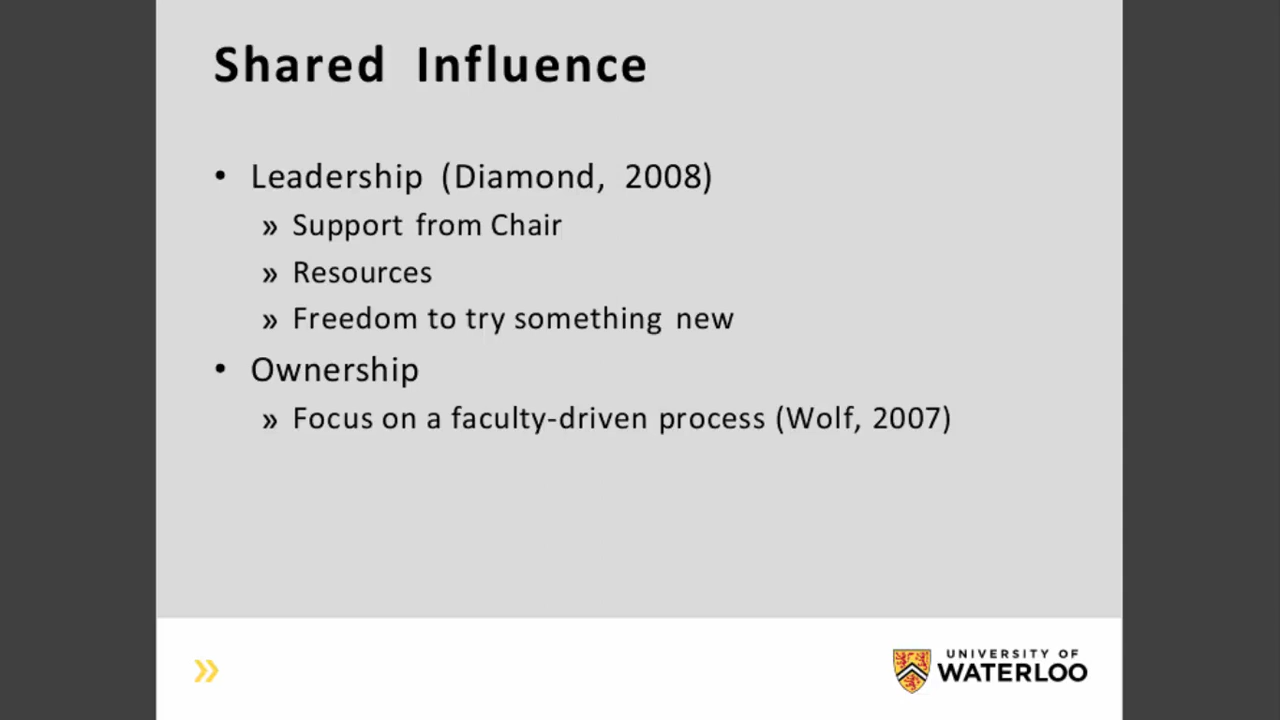 Shared Influence
• Leadership (Diamond, 2008)
» Support from Chair
» Resources
» Freedom to try something new
• Ownership
» Focus on a faculty-driven process (Wolf, 2007)
UNIVERSITY OF
WATERLOO